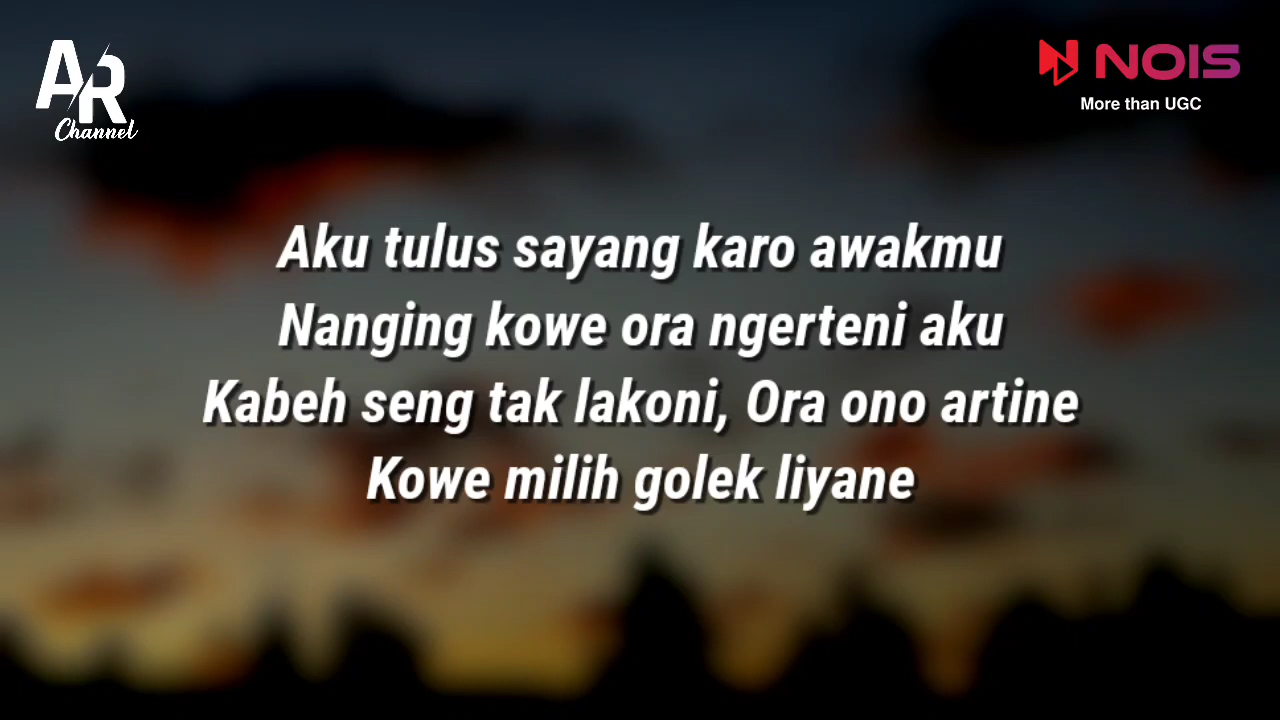 AR
Channel
NOIS
More than UGC
Aku tulus sayang karo awakmu
Nanging kowe ora ngerteni aku
Kabeh seng tak lakoni, Ora ono artine
Kowe milih golek liyane